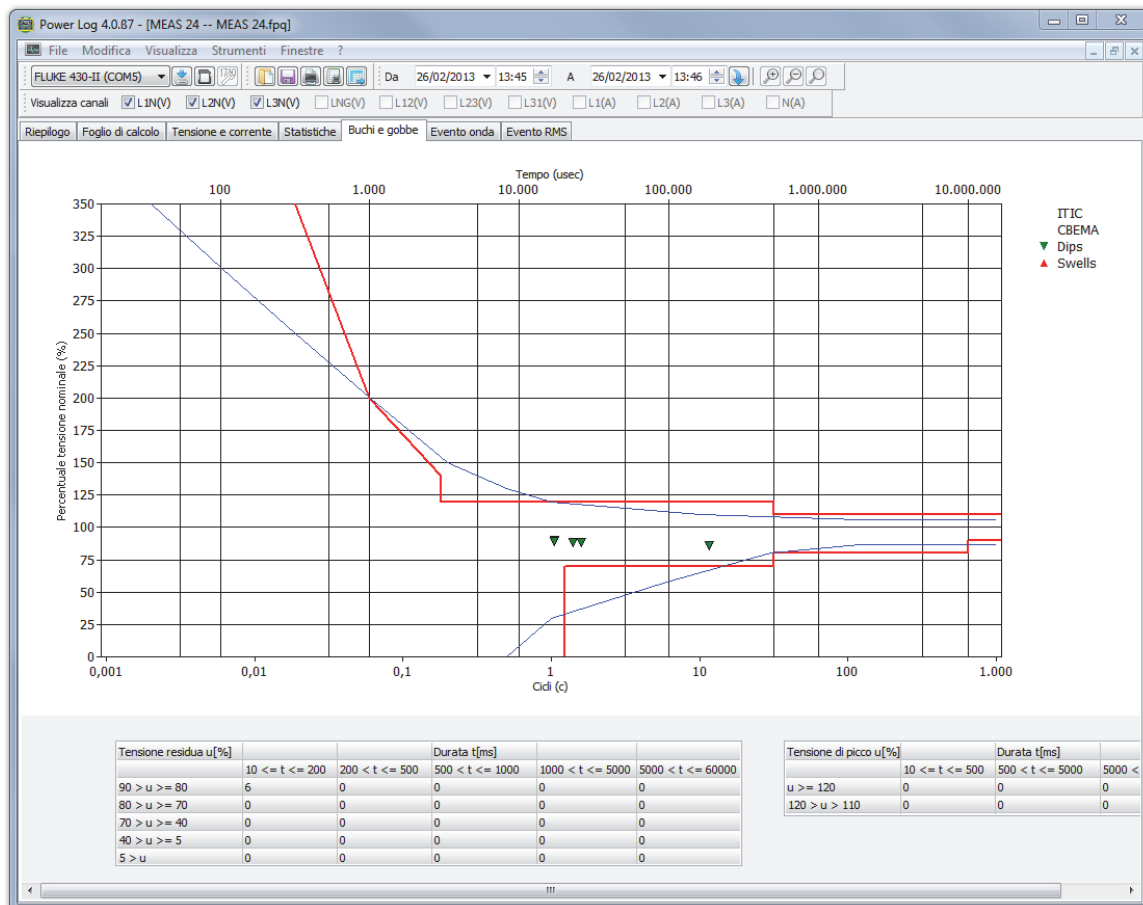 Power Log 4.0.87 - [MEAS 24 -- MEAS 24.fpq]
File Modifica Visualizza Strumenti Finestre ?
FLUKE 430-II (COM5) Da 26/02/2013 13:45 A 26/02/2013 13:46
Visualizza canali L1N(V) L2N(V) L3N(V) LNG(V) L12(V) L23(V) L31(V) L1(A) L2(A) L3(A) N(A)
Riepilogo Foglio di calcolo Tensione e corrente Statistiche Buchi e gobbe Evento onda Evento RMS
Tempo (usec)
100 1.000 10.000 100.000 1.000.000 10.000.000
350
325
300
275
250
225
200
175
150
125
100
75
50
25
0
Percentuale tensione nominale (%)
ITIC
CBEMA
Dips
Swells
0,001 0,01 0,1 1 10 100 1.000
Cidi (c)
Tensione residua u[%] Durata t[ms]
10 <= t <= 200 200 < t <= 500 500 < t <= 1000 1000 < t <= 5000 5000 < t <= 60000
90 > u >= 80 6 0 0 0 0
80 > u >= 70 0 0 0 0 0
70 > u >= 40 0 0 0 0 0
40 > u >= 5 0 0 0 0 0
5 > u 0 0 0 0 0
Tensione di picco u[%] Durata t[ms]
10 <= t <= 500 500 < t <= 5000 5000 <
u >= 120 0 0 0
120 > u > 110 0 0 0